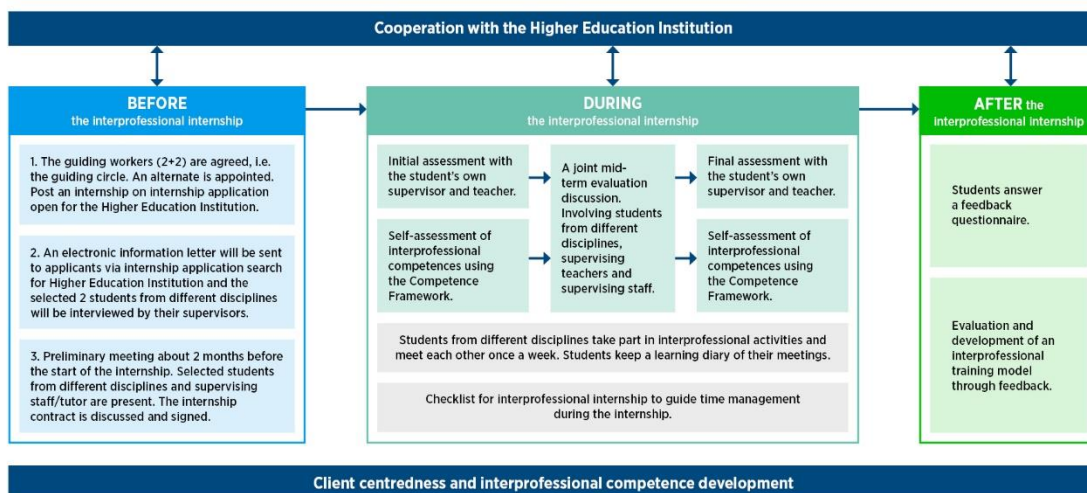 Cooperation with the Higher Education Institution
BEFORE
the interprofessional internship
1. The guiding workers (2+2) are agreed, i.e.
the guiding circle. An alternate is appointed.
Post an internship on internship application
open for the Higher Education Institution.
2. An electronic information letter will be sent
to applicants via internship application search
for Higher Education Institution and the
selected 2 students from different disciplines
will be interviewed by their supervisors.
3. Preliminary meeting about 2 months before
the start of the internship. Selected students
from different disciplines and supervising
staff/tutor are present. The internship
contract is discussed and signed.
DURING
the interprofessional internship
Initial assessment with
the student's own
supervisor and teacher.
Self-assessment of
interprofessional
competences using
the Competence
Framework.
A joint mid-
term evaluation
discussion.
Involving students
from different
disciplines,
supervising
teachers and
supervising staff.
Final assessment with
the student's own
supervisor and teacher.
Self-assessment of
interprofessional
competences using
the Competence
Framework.
Students from different disciplines take part in interprofessional activities and
meet each other once a week. Students keep a learning diary of their meetings.
Checklist for interprofessional internship to guide time management
during the internship.
AFTER the
interprofessional internship
Students answer
a feedback
questionnaire.
Evaluation and
development of an
interprofessional
training model
through feedback.
Client centredness and interprofessional competence development